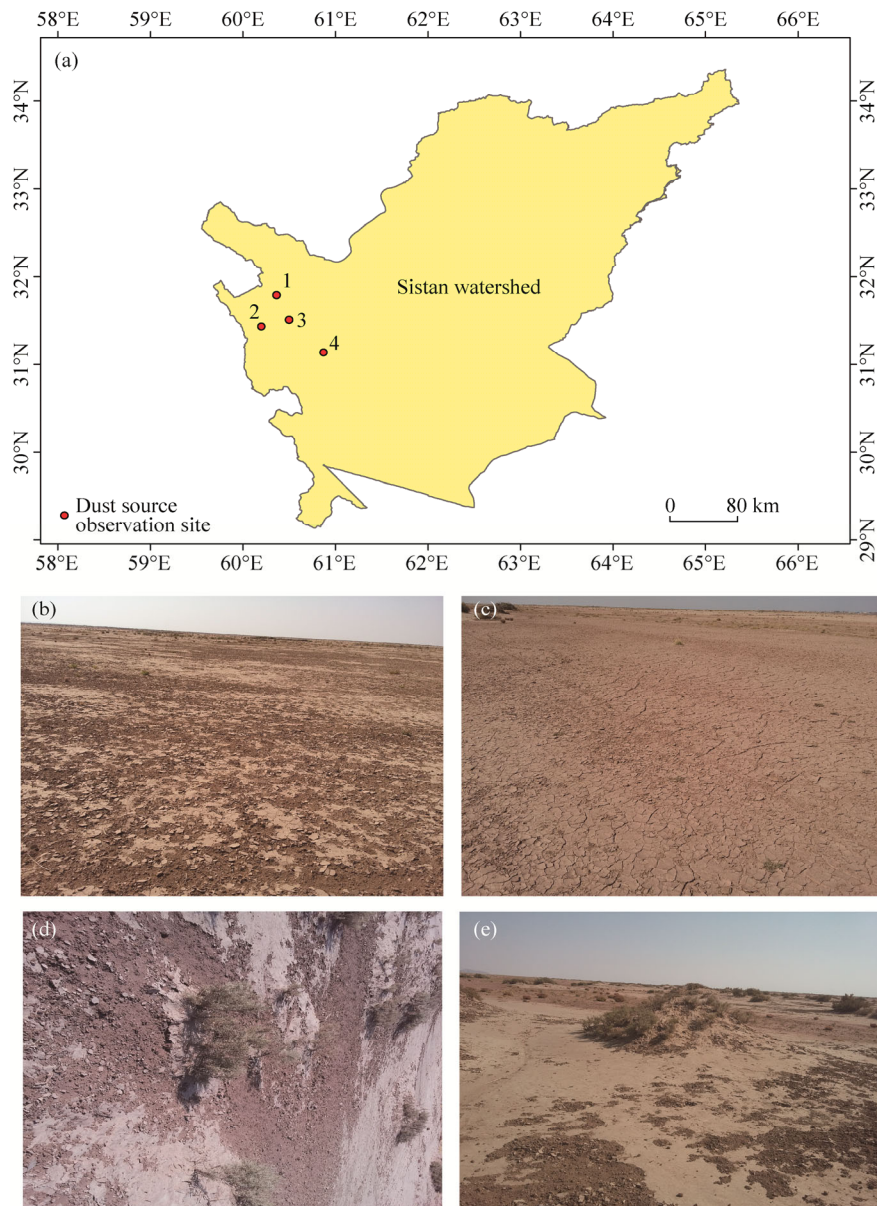 58°E 59°E 60°E 61°E 62°E 63°E 64°E 65°E 66°E
(a)
34°N 34°N
33°N 33°N
32°N 32°N
1
Sistan watershed
2 3
4
31°N 31°N
30°N 30°N
Dust source
observation site
0 80 km
29°N
58°E 59°E 60°E 61°E 62°E 63°E 64°E 65°E 66°E
(b) (c)
(d) (e)